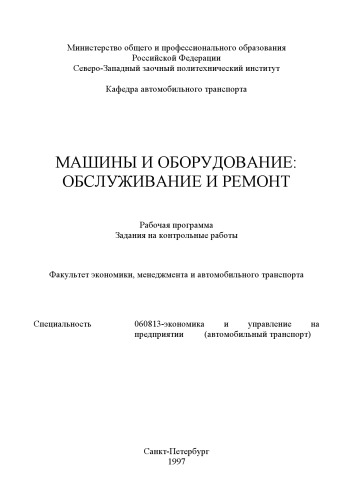 Министерство общего и профессионального образования
Российской Федерации
Северо-Западный заочный политехнический институт
Кафедра автомобильного транспорта
МАШИНЫ И ОБОРУДОВАНИЕ:
ОБСЛУЖИВАНИЕ И РЕМОНТ
Рабочая программа
Задания на контрольные работы
Факультет экономики, менеджмента и автомобильного транспорта
Специальность 060813-экономика и управление на
предприятии (автомобильный транспорт)
Санкт-Петербург
1997